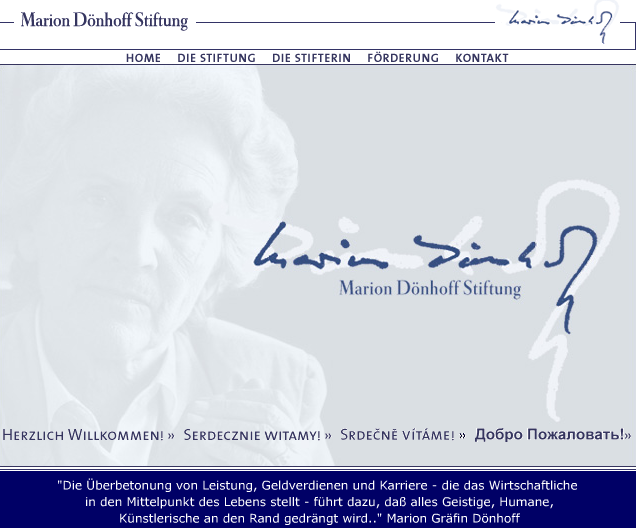 Marion Dönhoff Stiftung
Marion Dönhoff
HOME DIE STIFTUNG DIE STIFTERIN FÖRDERUNG KONTAKT
Marion Dönhoff
Marion Dönhoff Stiftung
HERZLICH WILLKOMMEN! » SERDECZNIE WITAMY! » SRDEČNĚ VÍTÁME! » Добро Пожаловать!»
"Die Überbetonung von Leistung, Geldverdienen und Karriere - die das Wirtschaftliche
in den Mittelpunkt des Lebens stellt - führt dazu, daß alles Geistige, Humane,
Künstlerische an den Rand gedrängt wird.." Marion Gräfin Dönhoff